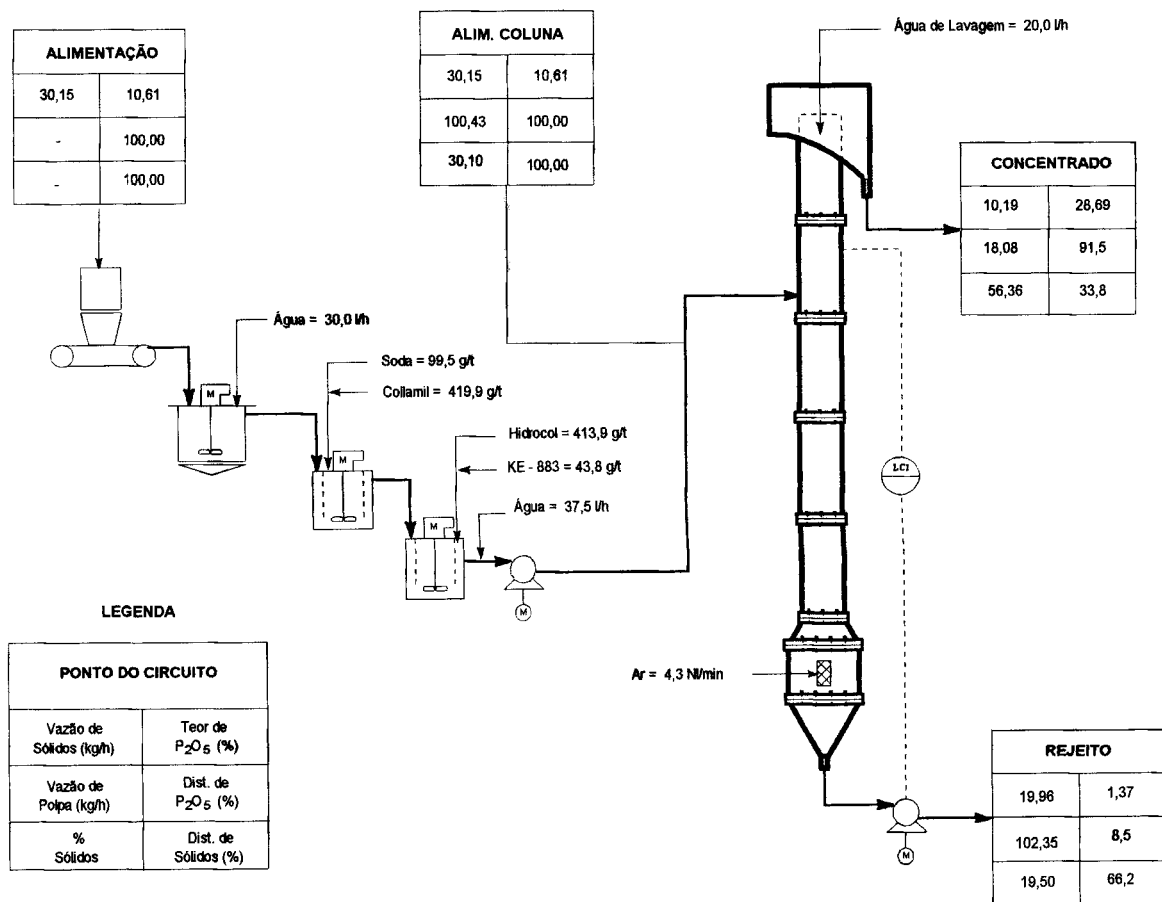 ALIMENTAÇÃO
30,15 10,61
- 100,00
- 100,00
ALIM. COLUNA
30,15 10,61
100,43 100,00
30,10 100,00
Água de Lavagem = 20,0 l/h
CONCENTRADO
10,19 28,69
18,08 91,5
56,36 33,8
Água = 30,0 l/h
M
Soda = 99,5 g/t
Collamil = 419,9 g/t
M
Hidrocol = 413,9 g/t
KE - 883 = 43,8 g/t
Água = 37,5 l/h
M
M
LCI
Ar = 4,3 Nl/min
LEGENDA
PONTO DO CIRCUITO
Vazão de Sólidos (kg/h)
Teor de P2O5 (%)
Vazão de Polpa (kg/h)
Dist. de P2O5 (%)
% Sólidos
Dist. de Sólidos (%)
REJEITO
19,96 1,37
102,35 8,5
19,50 66,2
M